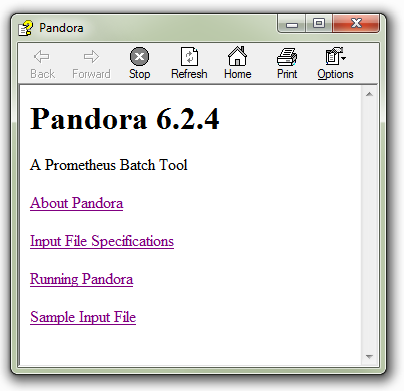 Pandora
Back Forward Stop Refresh Home Print Options
Pandora 6.2.4
A Prometheus Batch Tool
About Pandora
Input File Specifications
Running Pandora
Sample Input File